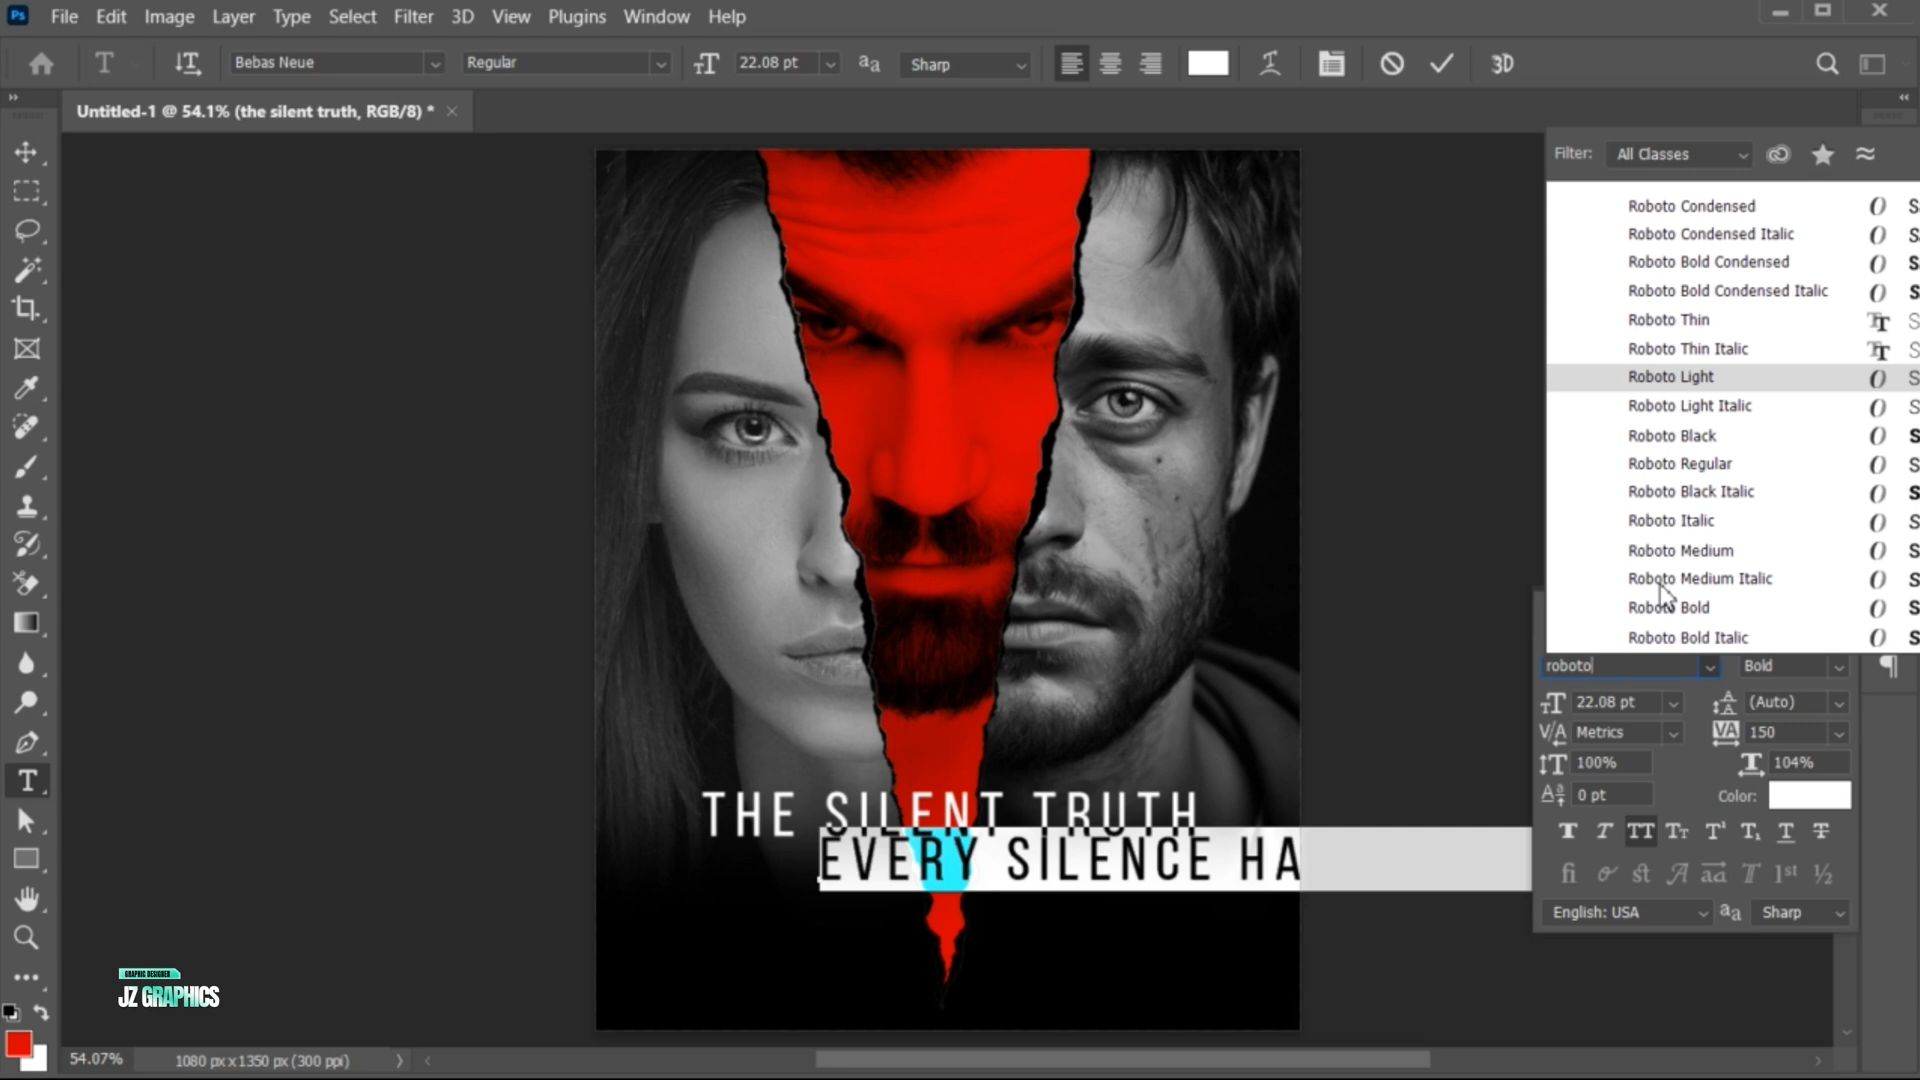 Ps File Edit Image Layer Type Select Filter 3D View Plugins Window Help
Bebas Neue Regular 22.08 pt Sharp 3D
Untitled-1 @ 54.1% (the silent truth, RGB/8) *
Filter: All Classes
Roboto Condensed
Roboto Condensed Italic
Roboto Bold Condensed
Roboto Bold Condensed Italic
Roboto Thin
Roboto Thin Italic
Roboto Light
Roboto Light Italic
Roboto Black
Roboto Regular
Roboto Black Italic
Roboto Italic
Roboto Medium
Roboto Medium Italic
Roboto Bold
Roboto Bold Italic
roboto Bold
22.08 pt (Auto)
Metrics 150
100% 104%
0 pt Color:
English: USA Sharp
THE SILENT TRUTH
EVERY SILENCE HA
GRAPHIC DESIGNER
JZ GRAPHICS
54.07% 1080 px x 1350 px (300 ppi)